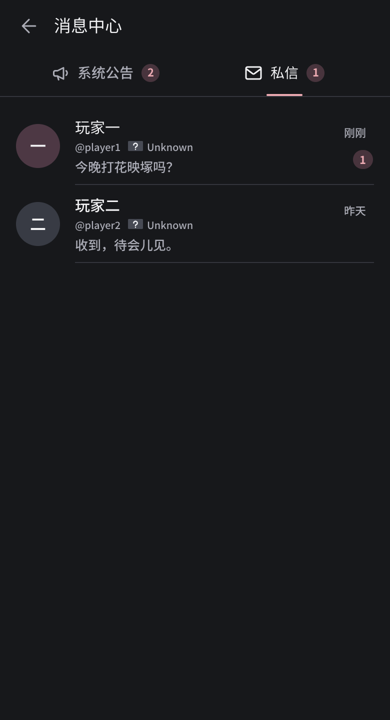 消息中心
系统公告 2
私信 1
玩家一
刚刚
一
@player1 ? Unknown
1
今晚打花映塚吗?
玩家二
昨天
二
@player2 ? Unknown
收到，待会儿见。